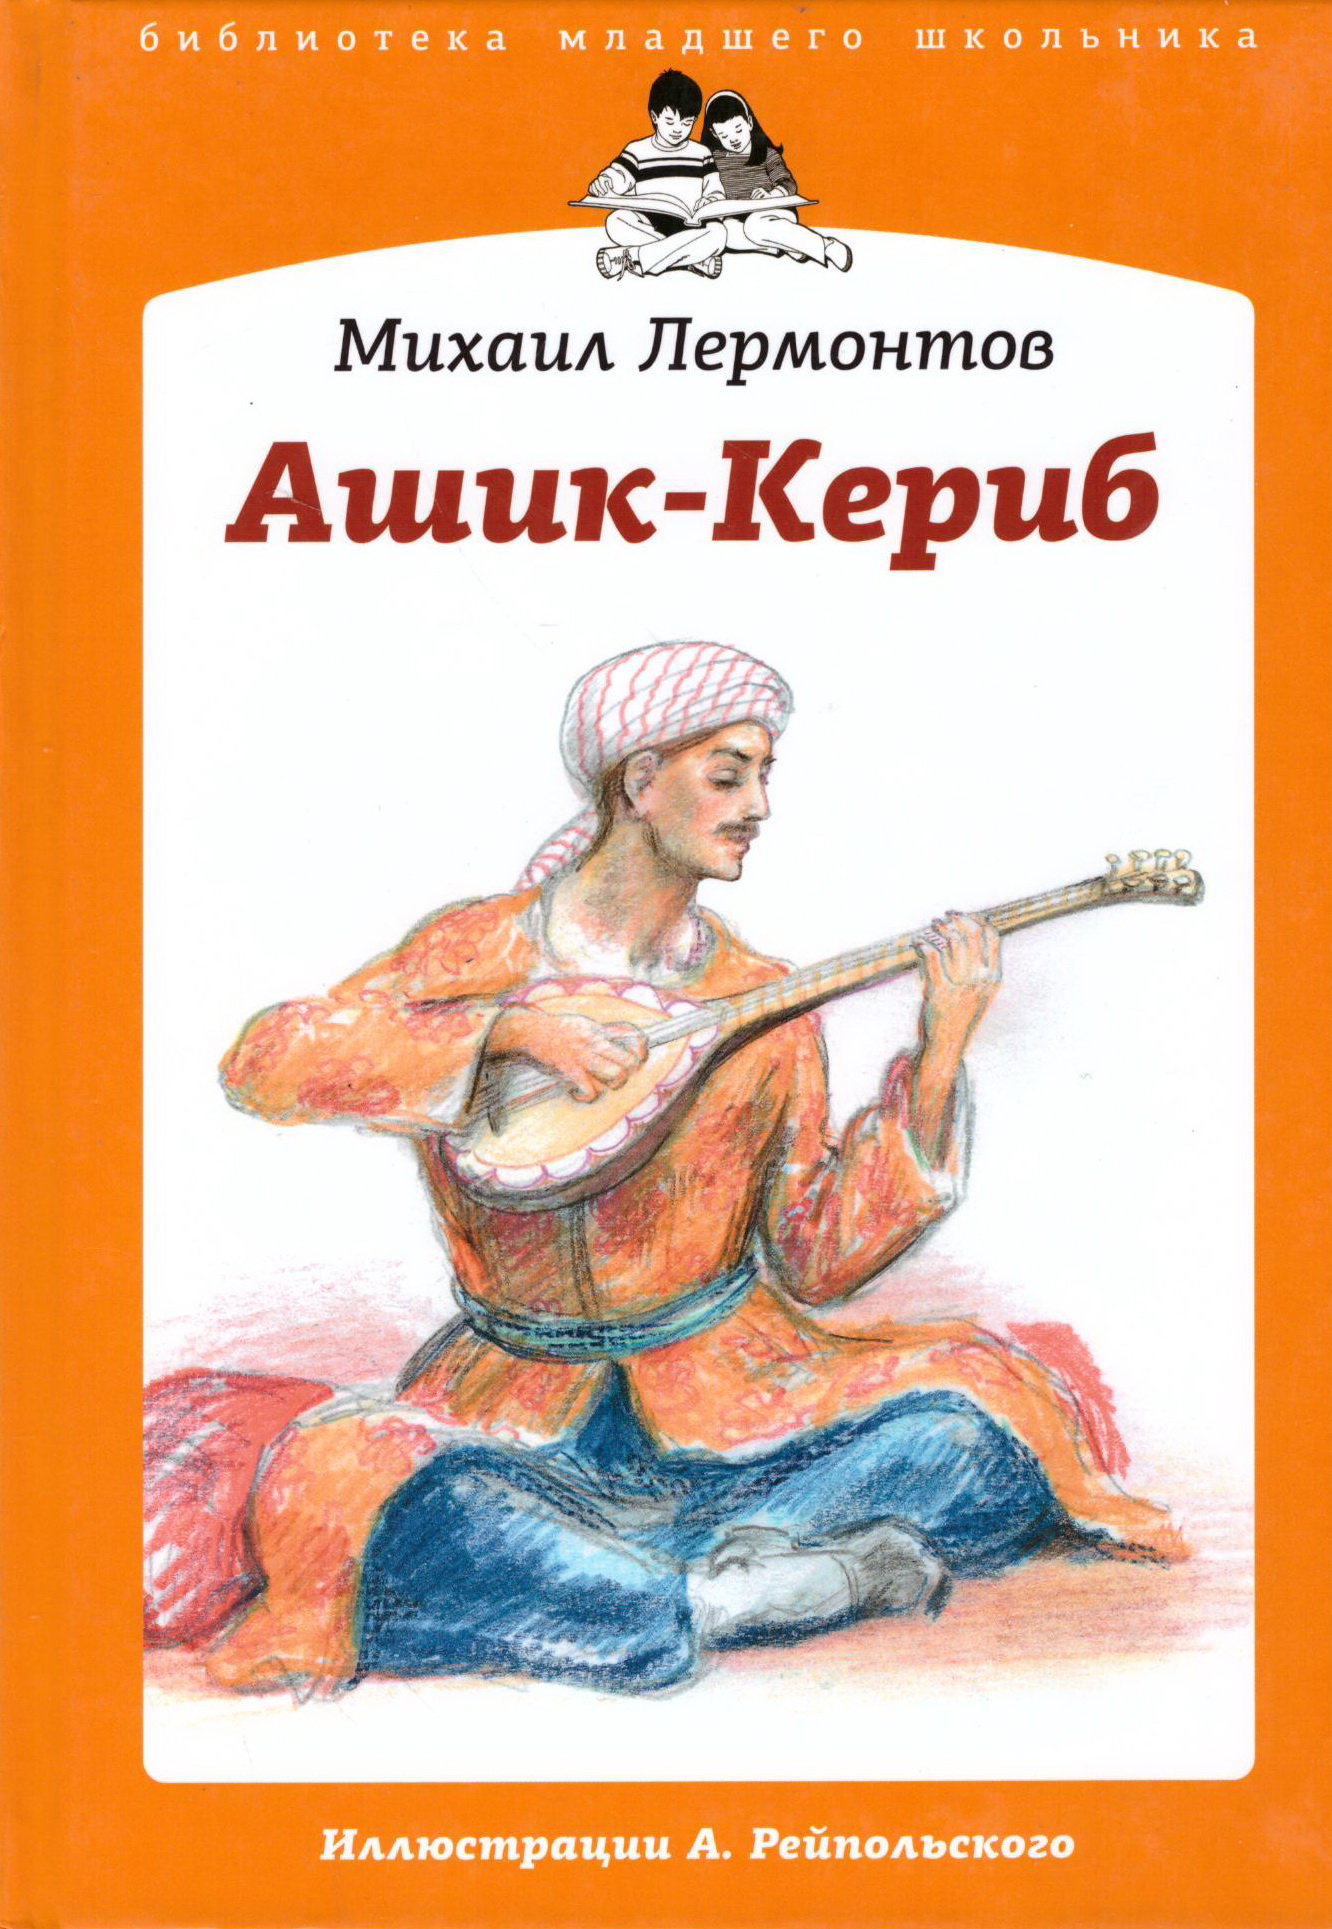 библиотека младшего школьника
Михаил Лермонтов
Ашик-Кериб
Иллюстрации А. Рейпольского